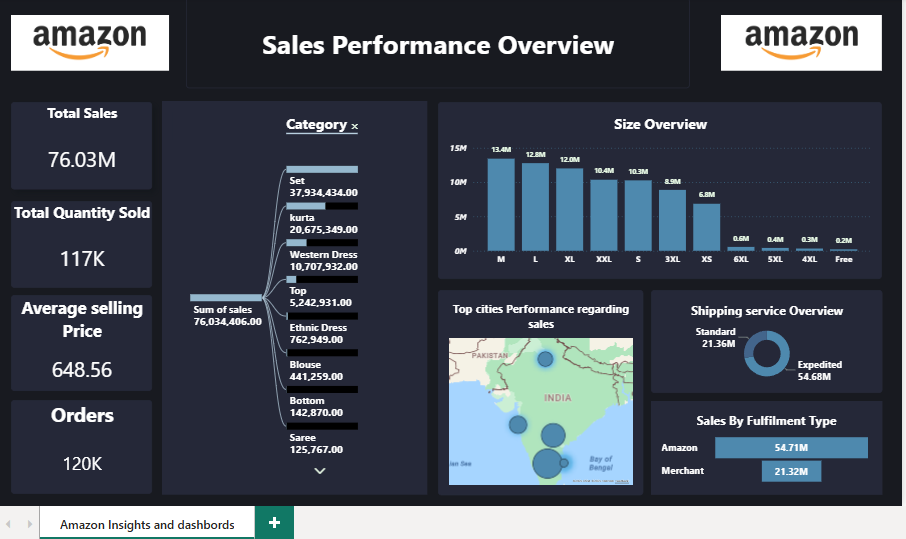 amazon
Sales Performance Overview
amazon
Total Sales
76.03M
Total Quantity Sold
117K
Average selling
Price
648.56
Orders
120K
Category ×
Sum of sales
76,034,406.00
Set
37,934,434.00
kurta
20,675,349.00
Western Dress
10,707,932.00
Top
5,242,931.00
Ethnic Dress
762,949.00
Blouse
441,259.00
Bottom
142,870.00
Saree
125,767.00
Size Overview
15M
10M
5M
0M
13.4M
12.8M
12.0M
10.4M
10.3M
8.9M
6.8M
0.6M
0.4M
0.3M
0.2M
M
L
XL
XXL
S
3XL
XS
6XL
5XL
4XL
Free
Top cities Performance regarding
sales
PAKISTAN
INDIA
ian Sea
Bay of
Bengal
Shipping service Overview
Standard
21.36M
Expedited
54.68M
Sales By Fulfilment Type
Amazon
54.71M
Merchant
21.32M
Amazon Insights and dashbords
+